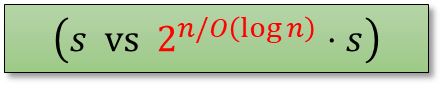 (s vs 2^{n/O(log n)} · s)